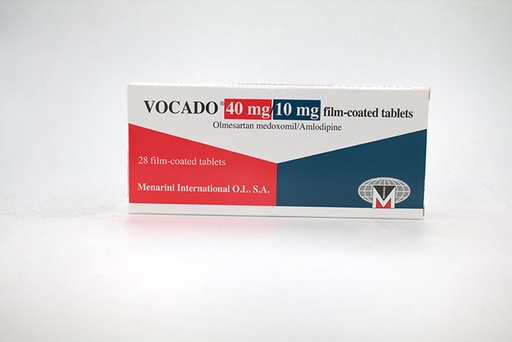 VOCADO® 40 mg/10 mg film-coated tablets
Olmesartan medoxomil/Amlodipine
28 film-coated tablets
Menarini International O.L. S.A.
M